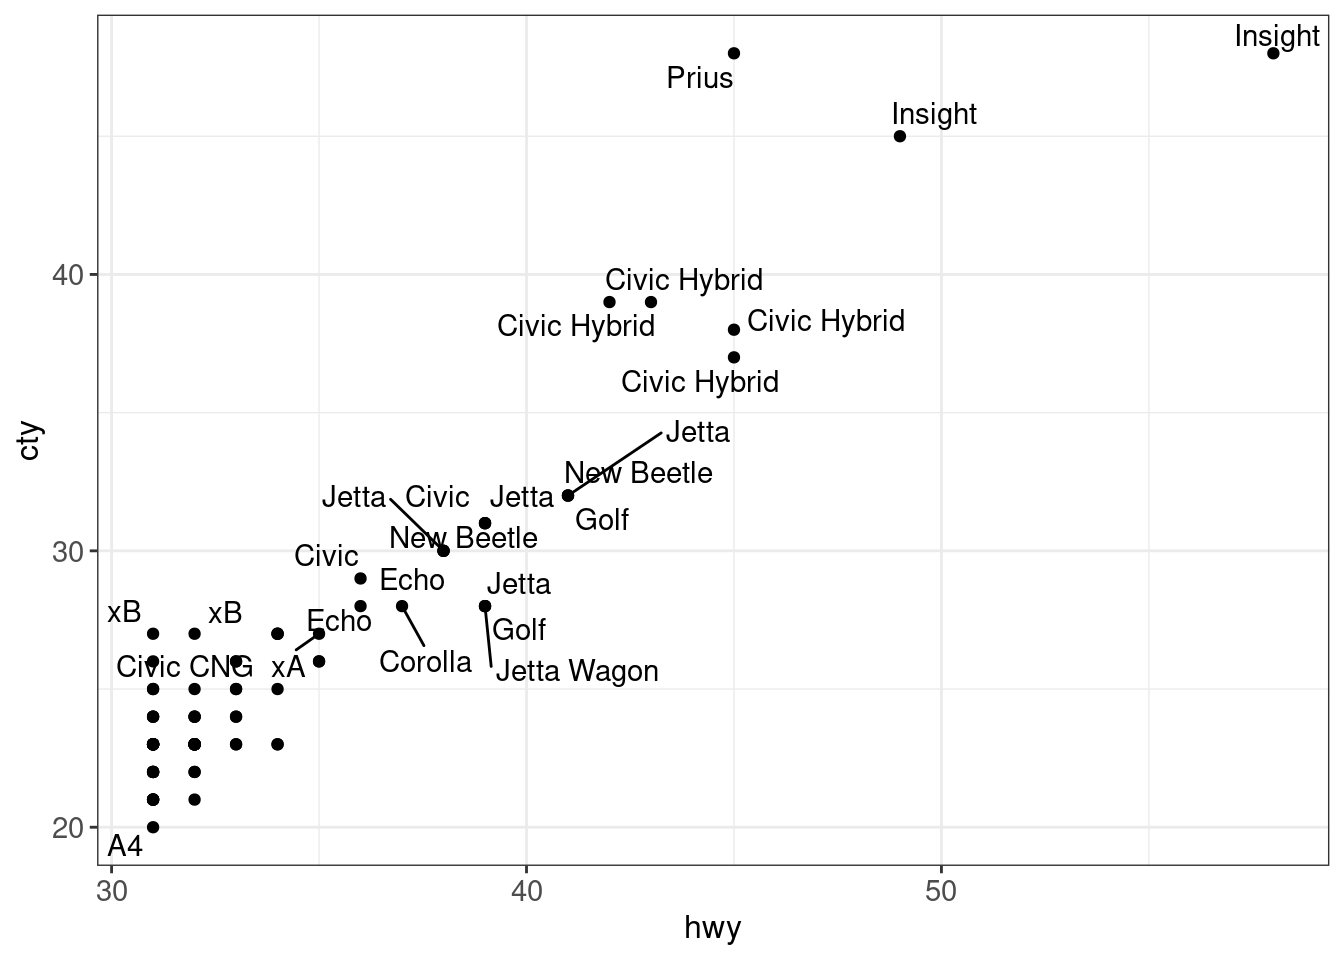 Insight
Prius
Insight
Civic Hybrid
Civic Hybrid
Civic Hybrid
Civic Hybrid
Jetta
New Beetle
Jetta
Civic
Jetta
Golf
New Beetle
Civic
Echo
Jetta
xB
xB
Echo
Golf
Civic CNG
xA
Corolla
Jetta Wagon
A4
40
30
20
cty
30
40
50
hwy